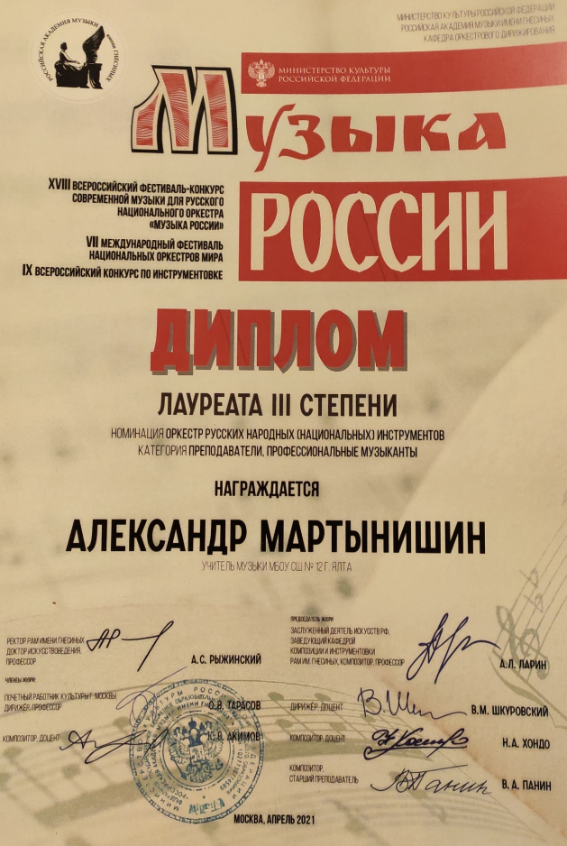 РОССИЙСКАЯ АКАДЕМИЯ МУЗЫКИ ИМЕНИ ГНЕСИНЫХ
МИНИСТЕРСТВО КУЛЬТУРЫ РОССИЙСКОЙ ФЕДЕРАЦИИ
РОССИЙСКАЯ АКАДЕМИЯ МУЗЫКИ ИМЕНИ ГНЕСИНЫХ
КАФЕДРА ОРКЕСТРОВОГО ДИРИЖИРОВАНИЯ
МИНИСТЕРСТВО КУЛЬТУРЫ
РОССИЙСКОЙ ФЕДЕРАЦИИ
Музыка
РОССИИ
XVIII ВСЕРОССИЙСКИЙ ФЕСТИВАЛЬ-КОНКУРС
СОВРЕМЕННОЙ МУЗЫКИ ДЛЯ РУССКОГО
НАЦИОНАЛЬНОГО ОРКЕСТРА
«МУЗЫКА РОССИИ»
VII МЕЖДУНАРОДНЫЙ ФЕСТИВАЛЬ
НАЦИОНАЛЬНЫХ ОРКЕСТРОВ МИРА
IX ВСЕРОССИЙСКИЙ КОНКУРС ПО ИНСТРУМЕНТОВКЕ
ДИПЛОМ
ЛАУРЕАТА III СТЕПЕНИ
НОМИНАЦИЯ ОРКЕСТР РУССКИХ НАРОДНЫХ (НАЦИОНАЛЬНЫХ) ИНСТРУМЕНТОВ
КАТЕГОРИЯ ПРЕПОДАВАТЕЛИ, ПРОФЕССИОНАЛЬНЫЕ МУЗЫКАНТЫ
НАГРАЖДАЕТСЯ
АЛЕКСАНДР МАРТЫНИШИН
УЧИТЕЛЬ МУЗЫКИ МБОУ СШ № 12 Г. ЯЛТА
РЕКТОР РАМ ИМЕНИ ГНЕСИНЫХ
ДОКТОР ИСКУССТВОВЕДЕНИЯ,
ПРОФЕССОР
А.С. РЫЖИНСКИЙ
ЧЛЕНЫ ЖЮРИ
ПОЧЕТНЫЙ РАБОТНИК КУЛЬТУРЫ Г. МОСКВЫ
ДИРИЖЁР, ПРОФЕССОР
ТАРАСОВ
КОМПОЗИТОР, ДОЦЕНТ
АКИМОВ
ПРЕДСЕДАТЕЛЬ ЖЮРИ
ЗАСЛУЖЕННЫЙ ДЕЯТЕЛЬ ИСКУССТВ РФ,
ЗАВЕДУЮЩИЙ КАФЕДРОЙ
КОМПОЗИЦИИ И ИНСТРУМЕНТОВКИ
РАМ ИМ. ГНЕСИНЫХ, КОМПОЗИТОР, ПРОФЕССОР
А.Л. ЛАРИН
ДИРИЖЁР, ДОЦЕНТ
В.М. ШКУРОВСКИЙ
КОМПОЗИТОР, ДОЦЕНТ
Н.А. ХОНДО
КОМПОЗИТОР,
СТАРШИЙ ПРЕПОДАВАТЕЛЬ
В. А. ПАНИН
МОСКВА, АПРЕЛЬ 2021